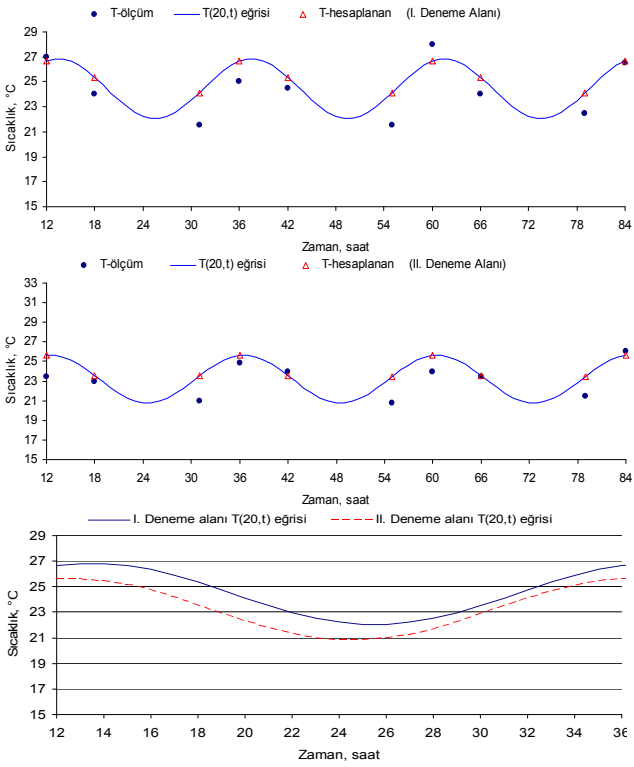 T-ölçüm T(20,t) eğrisi T-hesaplanan (I. Deneme Alanı)
29
27
25
23
21
19
17
15
Sıcaklık, °C
12 18 24 30 36 42 48 54 60 66 72 78 84
Zaman, saat
T-ölçüm T(20,t) eğrisi T-hesaplanan (II. Deneme Alanı)
33
31
29
27
25
23
21
19
17
15
Sıcaklık, °C
12 18 24 30 36 42 48 54 60 66 72 78 84
Zaman, saat
I. Deneme alanı T(20,t) eğrisi II. Deneme alanı T(20,t) eğrisi
29
27
25
23
21
19
17
15
Sıcaklık, °C
12 14 16 18 20 22 24 26 28 30 32 34 36
Zaman, saat